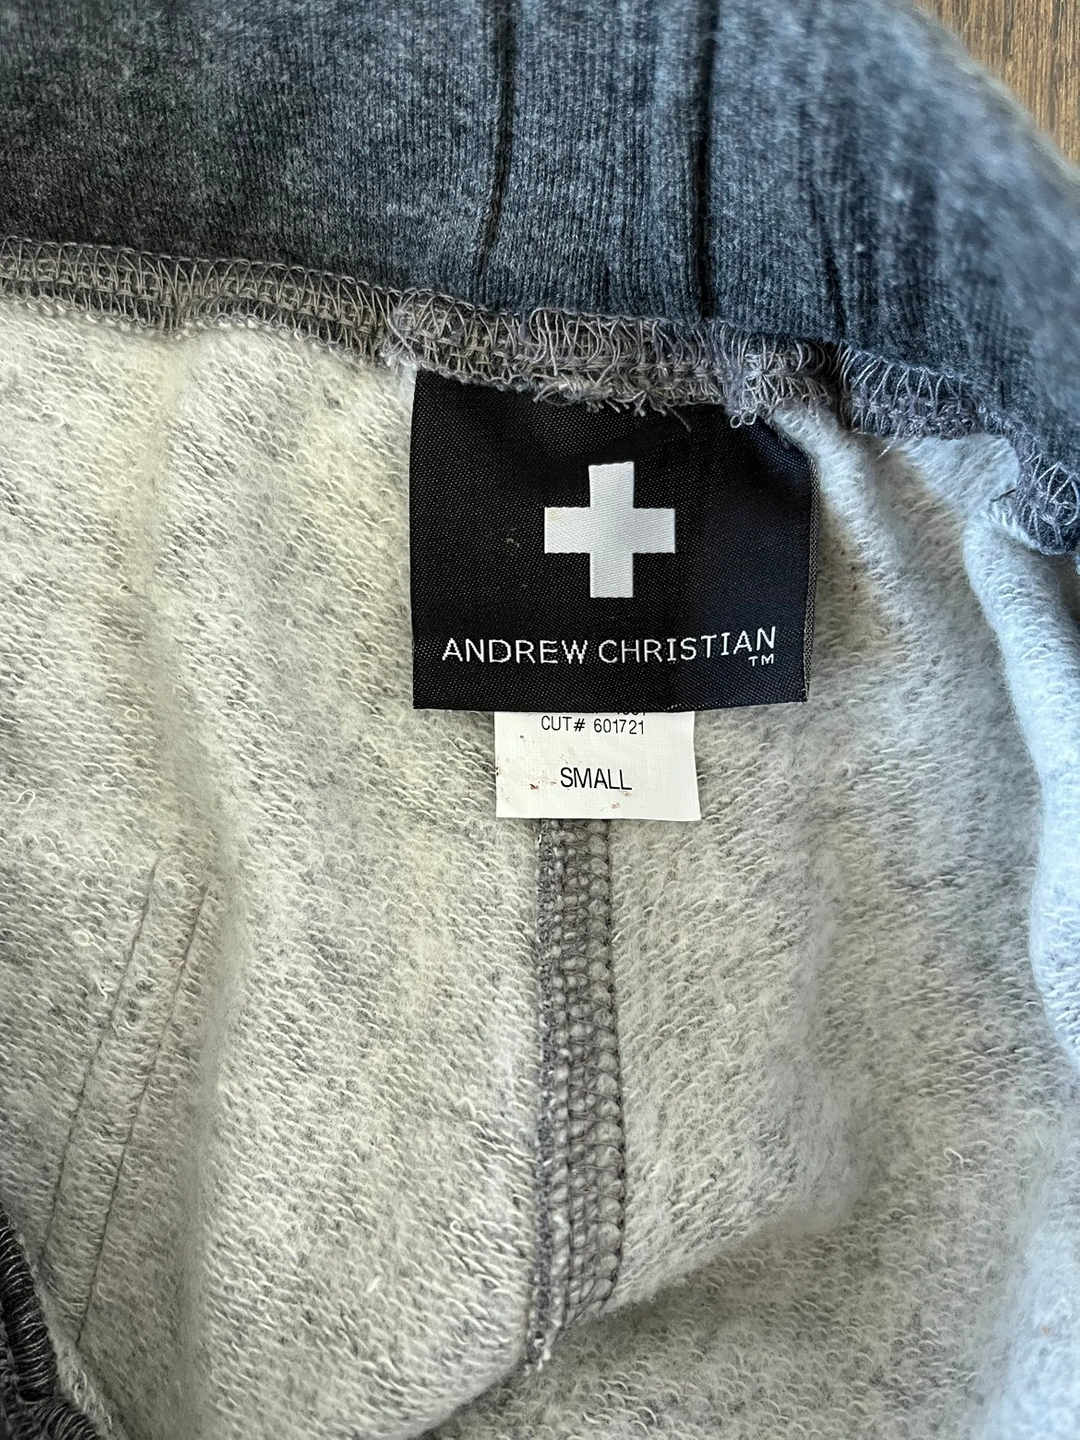 ANDREW CHRISTIAN
TM
CUT# 601721
SMALL